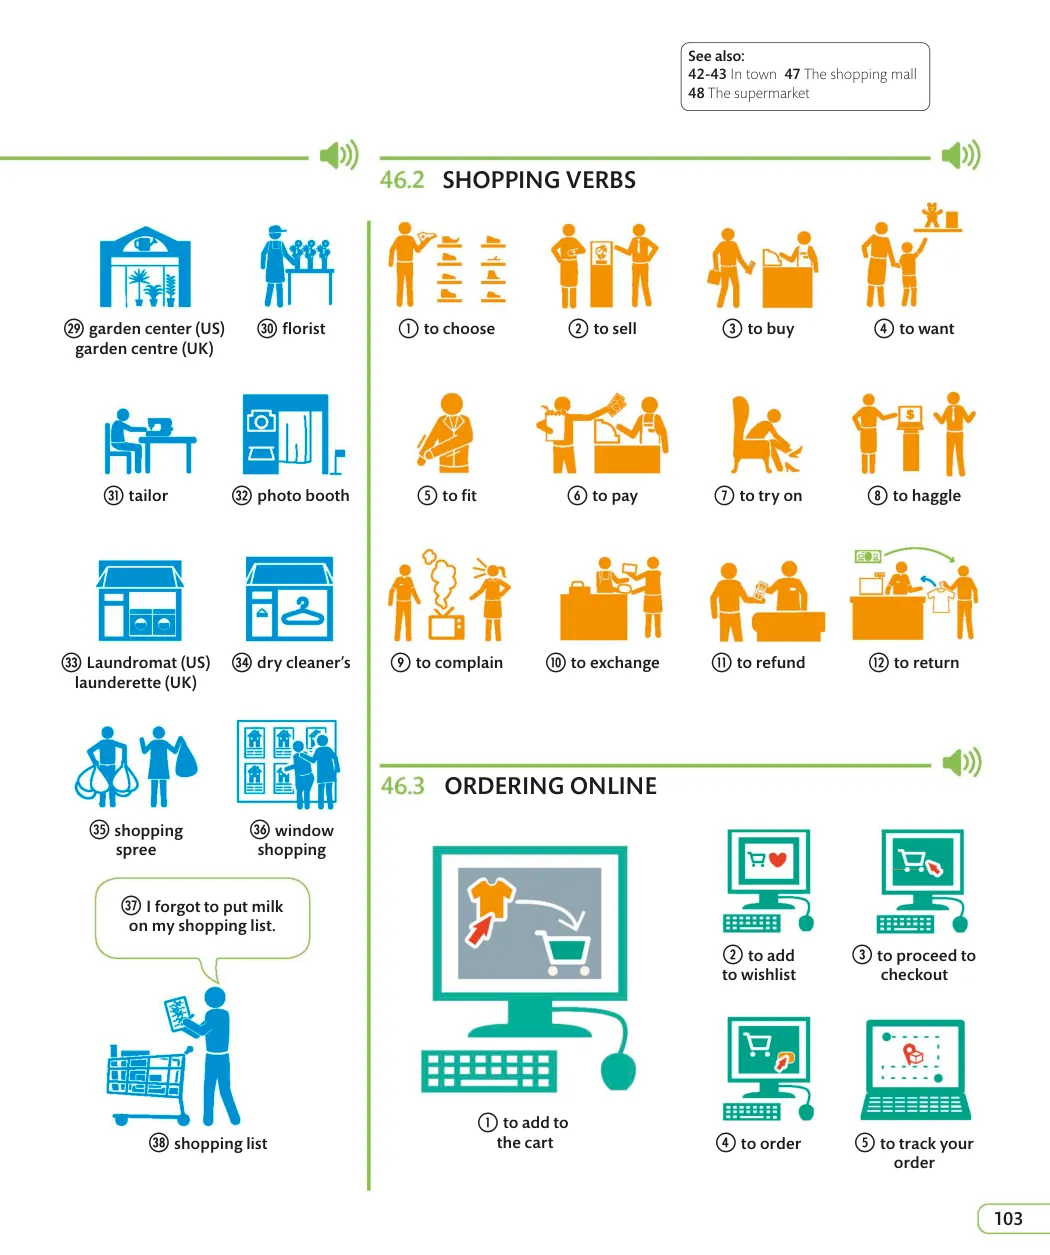 See also:
42-43 In town 47 The shopping mall
48 The supermarket
29 garden center (US)
garden centre (UK)
30 florist
31 tailor
32 photo booth
33 Laundromat (US)
launderette (UK)
34 dry cleaner's
35 shopping
spree
36 window
shopping
37 I forgot to put milk
on my shopping list.
38 shopping list
46.2 SHOPPING VERBS
1 to choose
2 to sell
3 to buy
4 to want
5 to fit
6 to pay
7 to try on
$
8 to haggle
9 to complain
10 to exchange
11 to refund
12 to return
46.3 ORDERING ONLINE
1 to add to
the cart
2 to add
to wishlist
3 to proceed to
checkout
4 to order
5 to track your
order
103